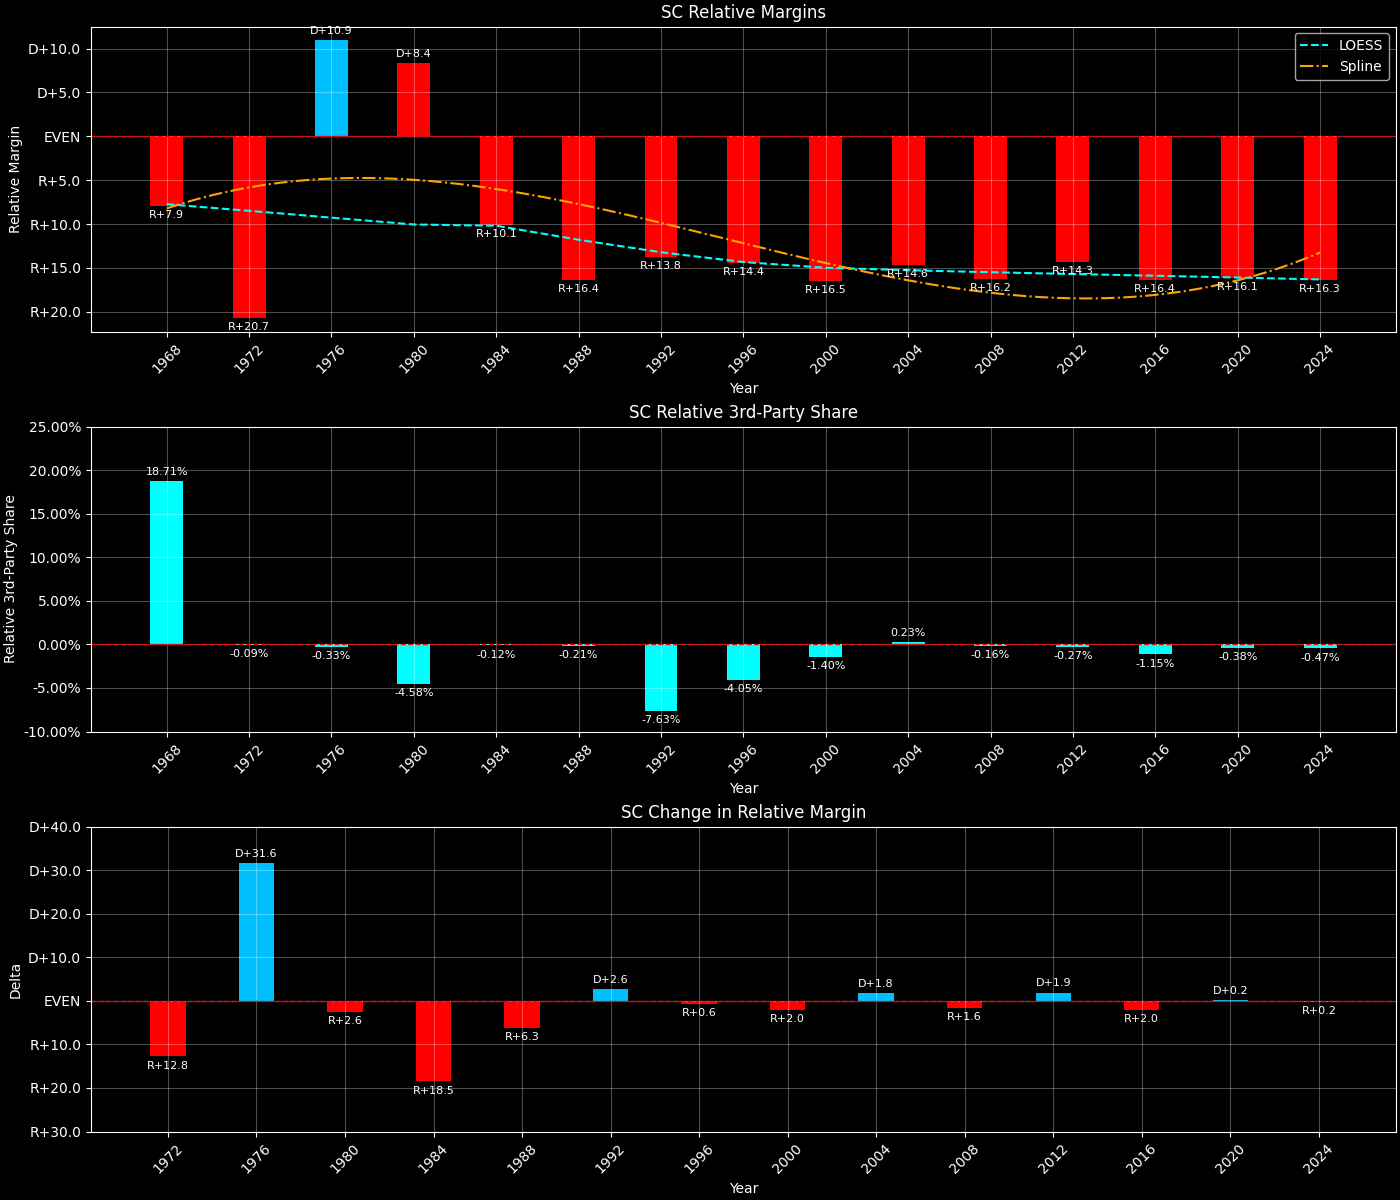 SC Relative Margins
Relative Margin
D+10.0
D+5.0
EVEN
R+5.0
R+10.0
R+15.0
R+20.0
LOESS
Spline
R+7.9
R+20.7
D+10.9
D+8.4
R+10.1
R+16.4
R+13.8
R+14.4
R+16.5
R+14.6
R+16.2
R+14.3
R+16.4
R+16.1
R+16.3
1968 1972 1976 1980 1984 1988 1992 1996 2000 2004 2008 2012 2016 2020 2024
Year
SC Relative 3rd-Party Share
Relative 3rd-Party Share
25.00%
20.00%
15.00%
10.00%
5.00%
0.00%
-5.00%
-10.00%
18.71%
-0.09%
-0.33%
-4.58%
-0.12%
-0.21%
-7.63%
-4.05%
-1.40%
0.23%
-0.16%
-0.27%
-1.15%
-0.38%
-0.47%
1968 1972 1976 1980 1984 1988 1992 1996 2000 2004 2008 2012 2016 2020 2024
Year
SC Change in Relative Margin
Delta
D+40.0
D+30.0
D+20.0
D+10.0
EVEN
R+10.0
R+20.0
R+30.0
R+12.8
D+31.6
R+2.6
R+18.5
R+6.3
D+2.6
R+0.6
R+2.0
D+1.8
R+1.6
D+1.9
R+2.0
D+0.2
R+0.2
1972 1976 1980 1984 1988 1992 1996 2000 2004 2008 2012 2016 2020 2024
Year